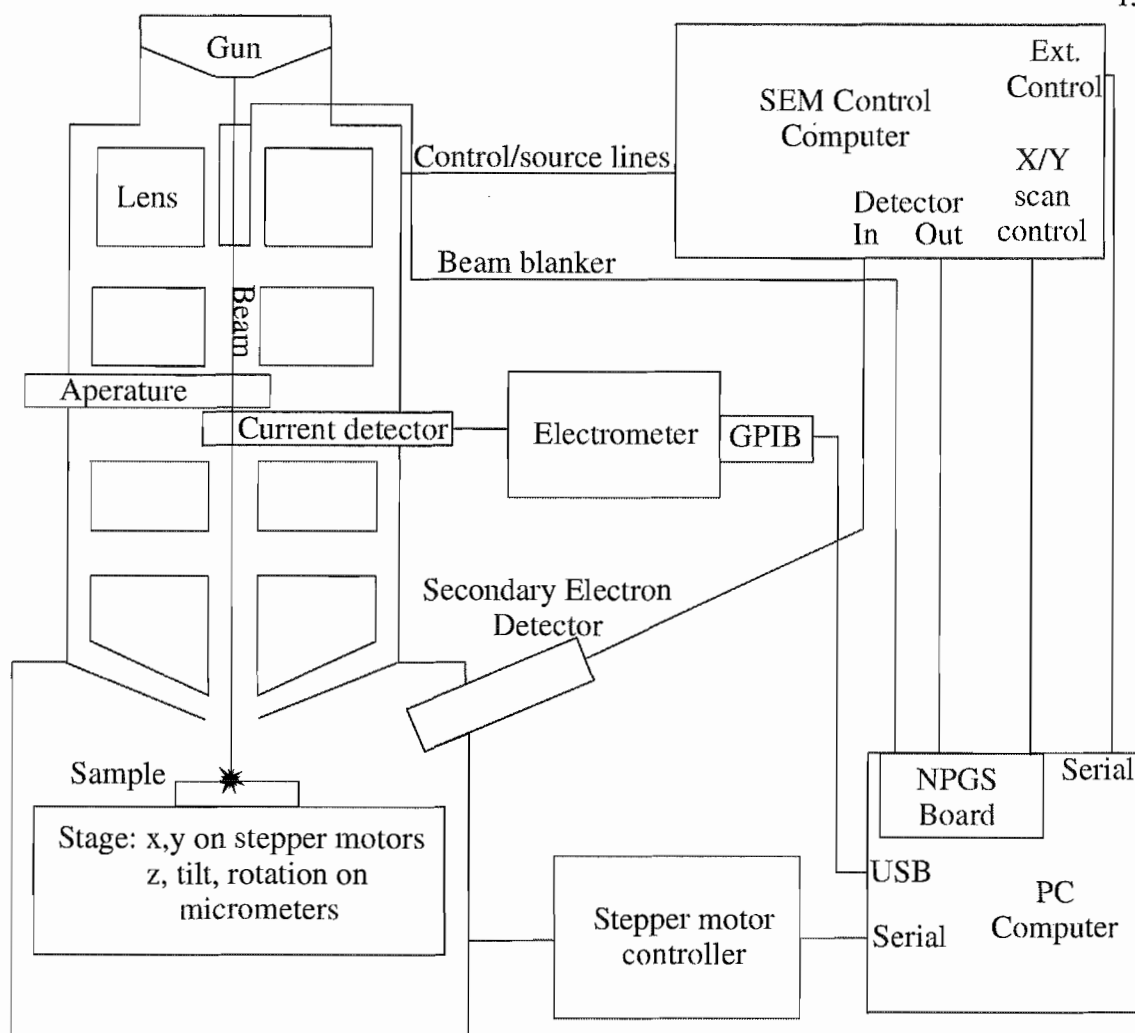 Gun
SEM Control
Computer
Ext.
Control
X/Y
scan
control
Detector
In Out
Control/source lines
Lens
Beam blanker
Beam
Aperature
Current detector
Electrometer
GPIB
Secondary Electron
Detector
Sample
Stage: x,y on stepper motors
z, tilt, rotation on
micrometers
Stepper motor
controller
NPGS
Board
Serial
USB
Serial
PC
Computer